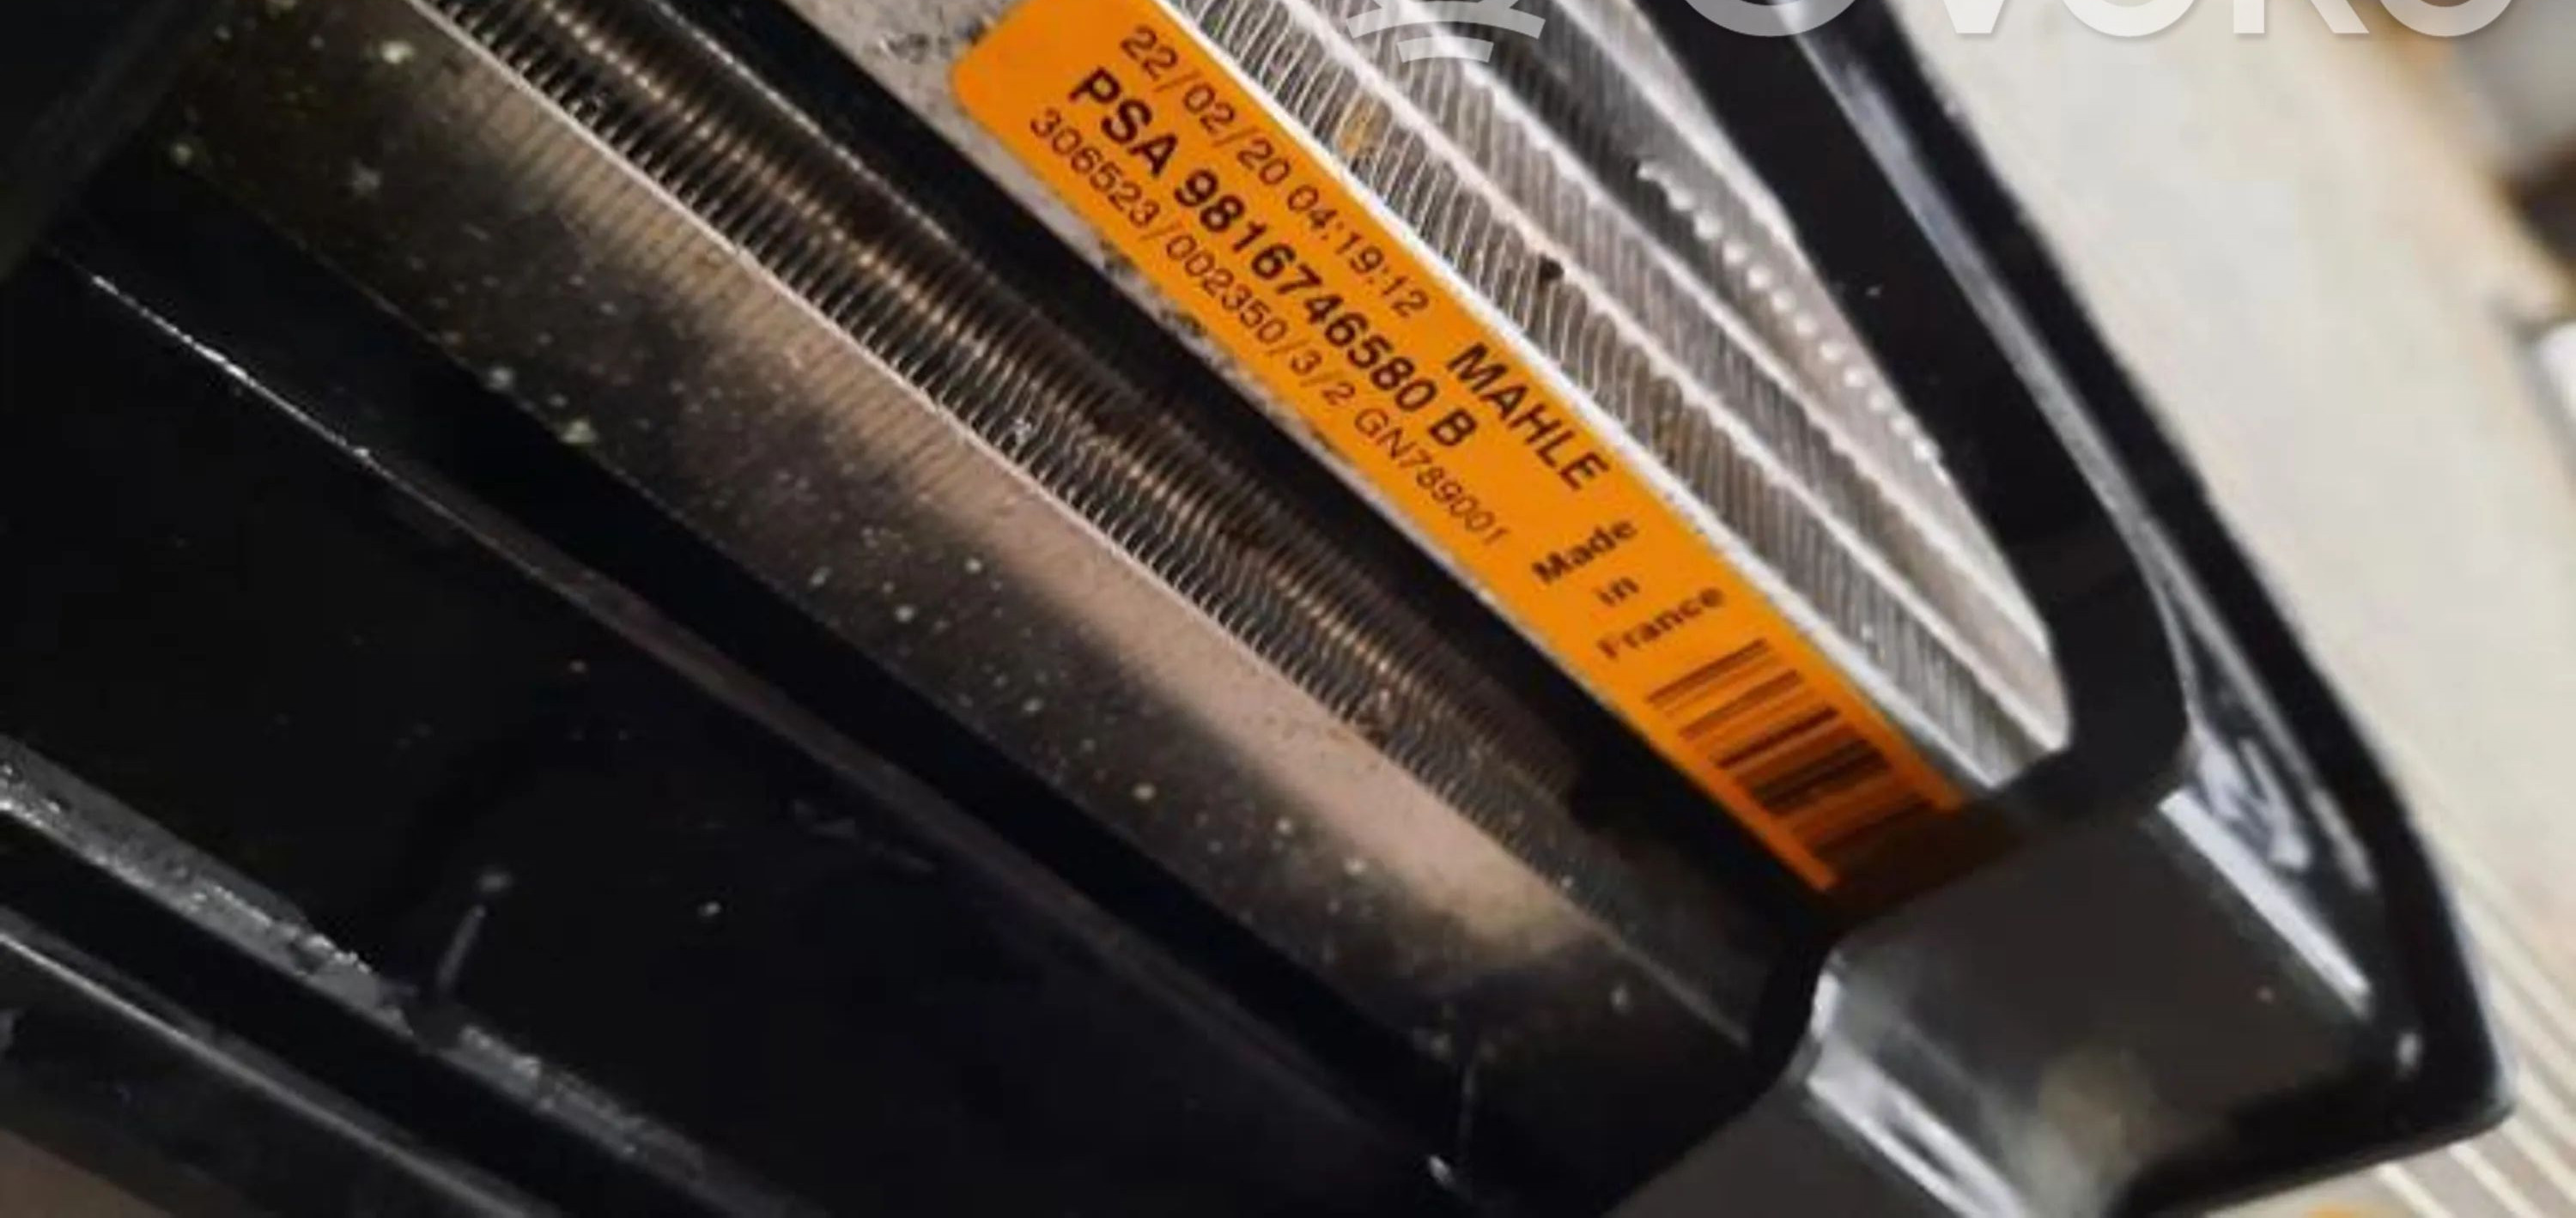 22/02/20 04:19:12
PSA 9816746580 B
306523/002350/3/2 GN789001
MAHLE
Made
in
France